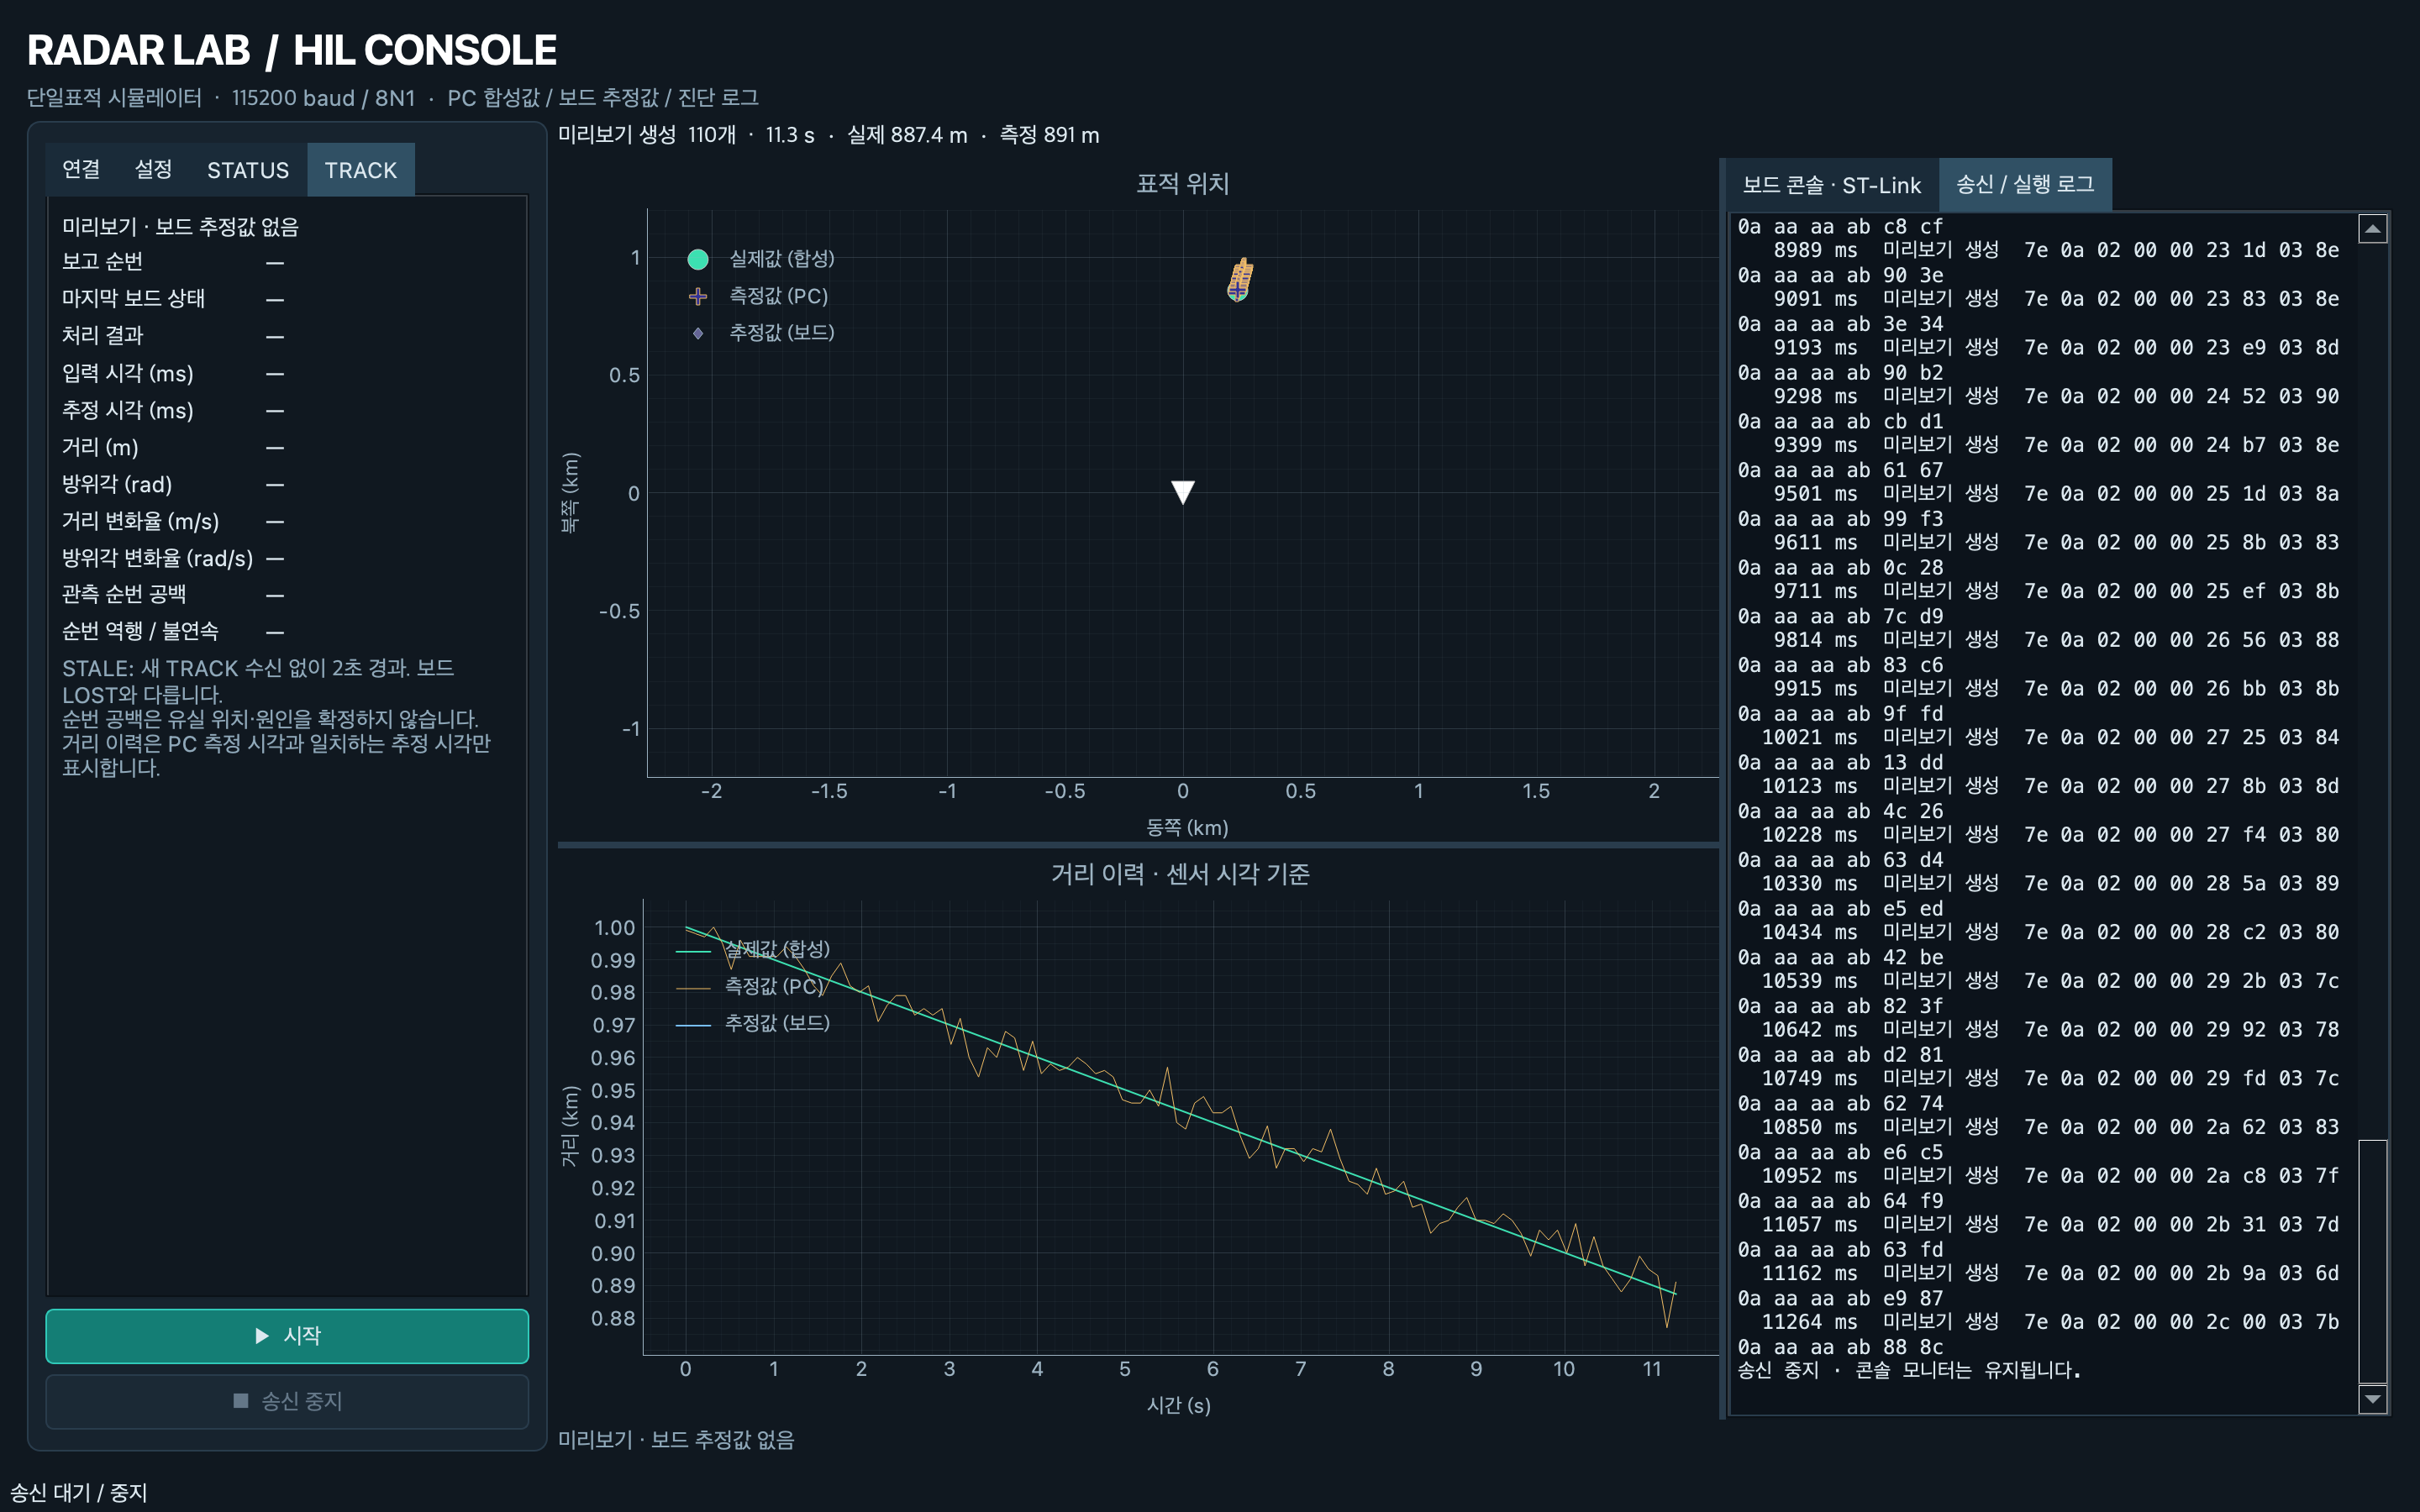 RADAR LAB / HIL CONSOLE
단일표적 시뮬레이터 · 115200 baud / 8N1 · PC 합성값 / 보드 추정값 / 진단 로그
연결 설정 STATUS TRACK
미리보기 · 보드 추정값 없음
보고 순번 —
마지막 보드 상태 —
처리 결과 —
입력 시각 (ms) —
추정 시각 (ms) —
거리 (m) —
방위각 (rad) —
거리 변화율 (m/s) —
방위각 변화율 (rad/s) —
관측 순번 공백 —
순번 역행 / 불연속 —
STALE: 새 TRACK 수신 없이 2초 경과. 보드
LOST와 다릅니다.
순번 공백은 유실 위치·원인을 확정하지 않습니다.
거리 이력은 PC 측정 시각과 일치하는 추정 시각만
표시합니다.
▶ 시작
■ 송신 중지
송신 대기 / 중지
미리보기 생성 110개 · 11.3 s · 실제 887.4 m · 측정 891 m
표적 위치
실제값 (합성)
측정값 (PC)
추정값 (보드)
1
0.5
0
-0.5
-1
북쪽 (km)
-2 -1.5 -1 -0.5 0 0.5 1 1.5 2
동쪽 (km)
거리 이력 · 센서 시각 기준
실제값 (합성)
측정값 (PC)
추정값 (보드)
1.00
0.99
0.98
0.97
0.96
0.95
0.94
0.93
0.92
0.91
0.90
0.89
0.88
거리 (km)
0 1 2 3 4 5 6 7 8 9 10 11
시간 (s)
미리보기 · 보드 추정값 없음
보드 콘솔 · ST-Link 송신 / 실행 로그
0a aa aa ab c8 cf
8989 ms 미리보기 생성 7e 0a 02 00 00 23 1d 03 8e
0a aa aa ab 90 3e
9091 ms 미리보기 생성 7e 0a 02 00 00 23 83 03 8e
0a aa aa ab 3e 34
9193 ms 미리보기 생성 7e 0a 02 00 00 23 e9 03 8d
0a aa aa ab 90 b2
9298 ms 미리보기 생성 7e 0a 02 00 00 24 52 03 90
0a aa aa ab cb d1
9399 ms 미리보기 생성 7e 0a 02 00 00 24 b7 03 8e
0a aa aa ab 61 67
9501 ms 미리보기 생성 7e 0a 02 00 00 25 1d 03 8a
0a aa aa ab 99 f3
9611 ms 미리보기 생성 7e 0a 02 00 00 25 8b 03 83
0a aa aa ab 0c 28
9711 ms 미리보기 생성 7e 0a 02 00 00 25 ef 03 8b
0a aa aa ab 7c d9
9814 ms 미리보기 생성 7e 0a 02 00 00 26 56 03 88
0a aa aa ab 83 c6
9915 ms 미리보기 생성 7e 0a 02 00 00 26 bb 03 8b
0a aa aa ab 9f fd
10021 ms 미리보기 생성 7e 0a 02 00 00 27 25 03 84
0a aa aa ab 13 dd
10123 ms 미리보기 생성 7e 0a 02 00 00 27 8b 03 8d
0a aa aa ab 4c 26
10228 ms 미리보기 생성 7e 0a 02 00 00 27 f4 03 80
0a aa aa ab 63 d4
10330 ms 미리보기 생성 7e 0a 02 00 00 28 5a 03 89
0a aa aa ab e5 ed
10434 ms 미리보기 생성 7e 0a 02 00 00 28 c2 03 80
0a aa aa ab 42 be
10539 ms 미리보기 생성 7e 0a 02 00 00 29 2b 03 7c
0a aa aa ab 82 3f
10642 ms 미리보기 생성 7e 0a 02 00 00 29 92 03 78
0a aa aa ab d2 81
10749 ms 미리보기 생성 7e 0a 02 00 00 29 fd 03 7c
0a aa aa ab 62 74
10850 ms 미리보기 생성 7e 0a 02 00 00 2a 62 03 83
0a aa aa ab e6 c5
10952 ms 미리보기 생성 7e 0a 02 00 00 2a c8 03 7f
0a aa aa ab 64 f9
11057 ms 미리보기 생성 7e 0a 02 00 00 2b 31 03 7d
0a aa aa ab 63 fd
11162 ms 미리보기 생성 7e 0a 02 00 00 2b 9a 03 6d
0a aa aa ab e9 87
11264 ms 미리보기 생성 7e 0a 02 00 00 2c 00 03 7b
0a aa aa ab 88 8c
송신 중지 · 콘솔 모니터는 유지됩니다.